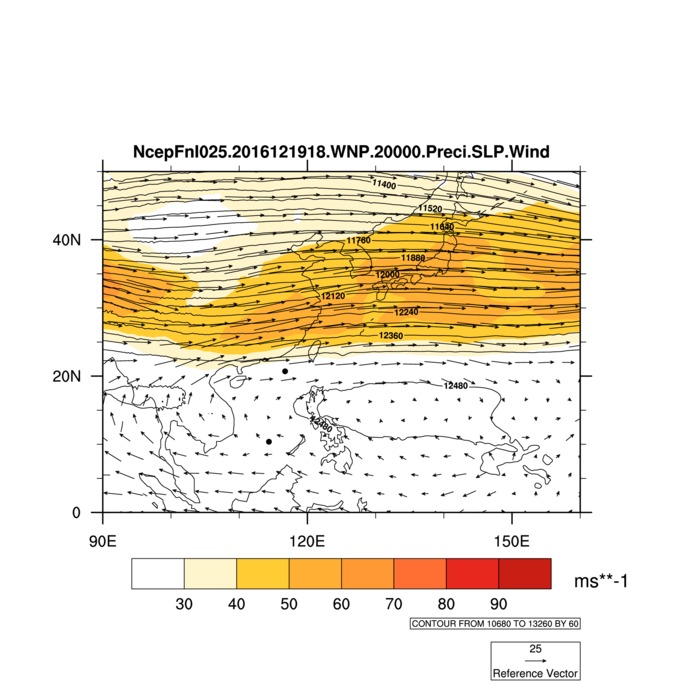 NcepFnl025.2016121918.WNP.20000.Preci.SLP.Wind
11400
11520
11640
11760
11880
12000
12120
12240
12360
12480
12480
40N
20N
0
90E 120E 150E
30 40 50 60 70 80 90
ms**-1
CONTOUR FROM 10680 TO 13260 BY 60
25
Reference Vector